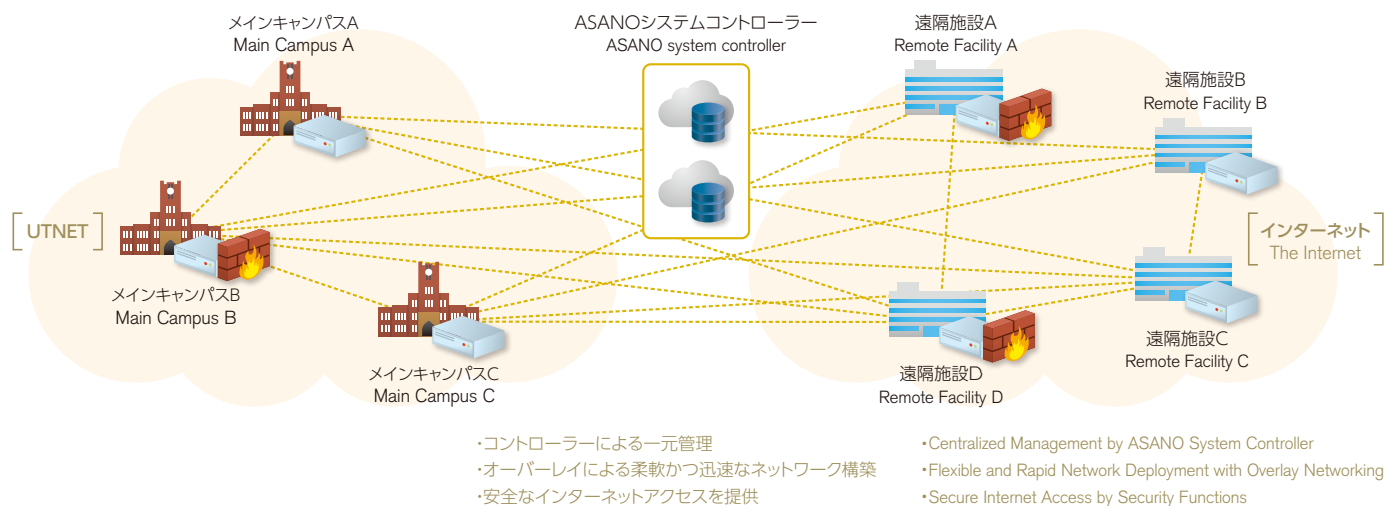 メインキャンパスA
Main Campus A
ASANOシステムコントローラー
ASANO system controller
遠隔施設A
Remote Facility A
遠隔施設B
Remote Facility B
UTNET
インターネット
The Internet
メインキャンパスB
Main Campus B
メインキャンパスC
Main Campus C
遠隔施設D
Remote Facility D
遠隔施設C
Remote Facility C
・コントローラーによる一元管理
・オーバーレイによる柔軟かつ迅速なネットワーク構築
・安全なインターネットアクセスを提供
・Centralized Management by ASANO System Controller
・Flexible and Rapid Network Deployment with Overlay Networking
・Secure Internet Access by Security Functions